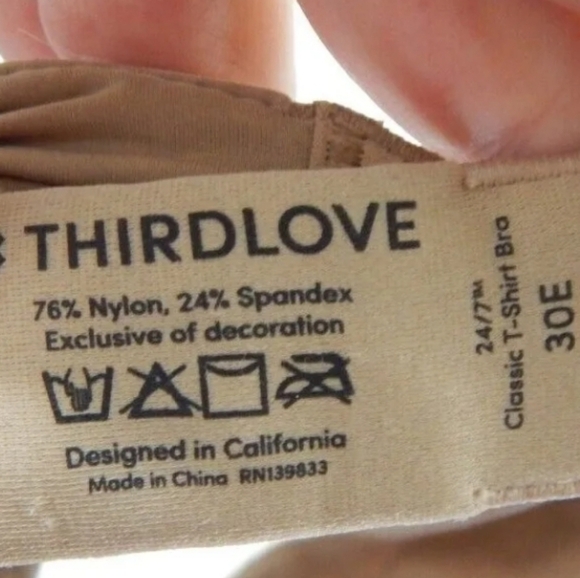 THIRDLOVE
76% Nylon, 24% Spandex
Exclusive of decoration
Designed in California
Made in China RN139833
24/7™
Classic T-Shirt Bra
30E